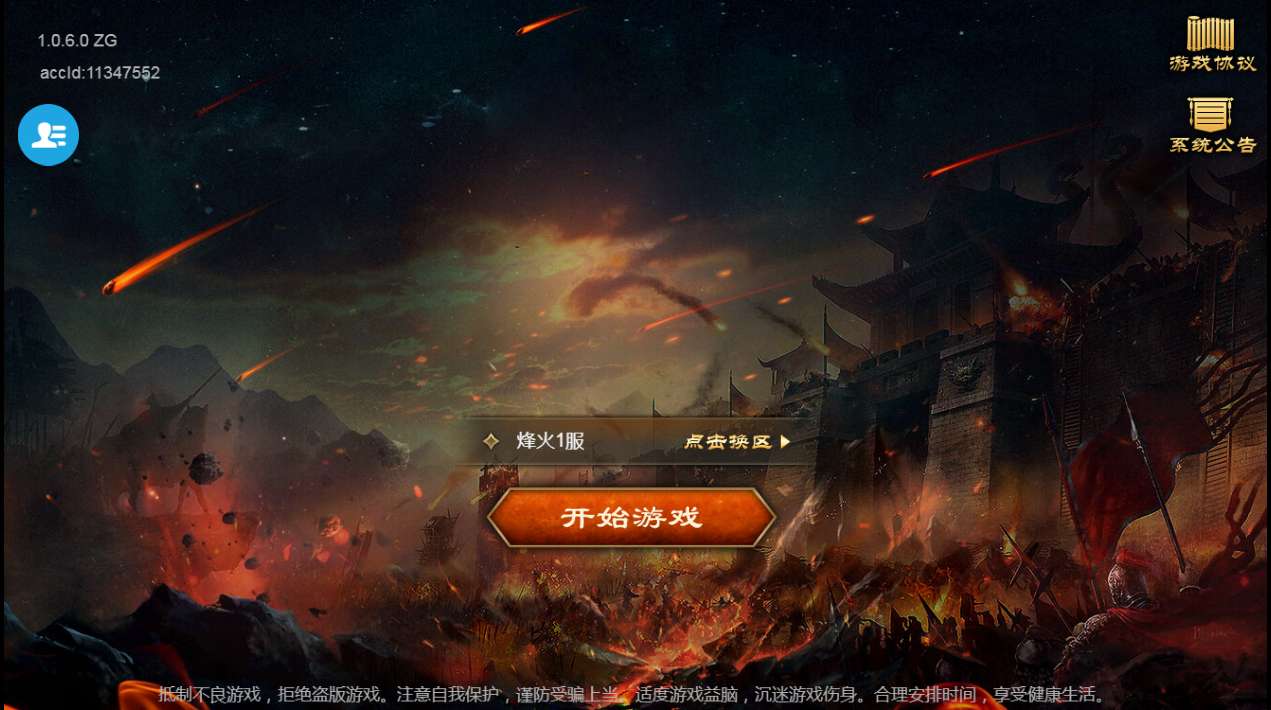 1.0.6.0 ZG
accId:11347552
游戏协议
系统公告
烽火1服
点击换区
开始游戏
抵制不良游戏，拒绝盗版游戏。注意自我保护，谨防受骗上当。适度游戏益脑，沉迷游戏伤身。合理安排时间，享受健康生活。